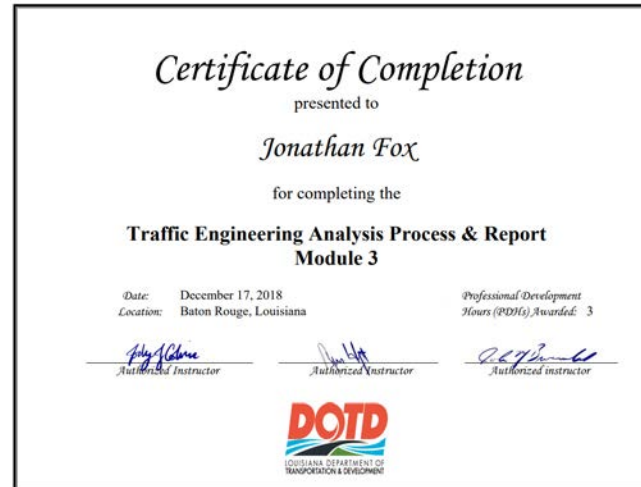 Certificate of Completion
presented to
Jonathan Fox
for completing the
Traffic Engineering Analysis Process & Report
Module 3
Date: December 17, 2018
Location: Baton Rouge, Louisiana
Professional Development
Hours (PDHs) Awarded: 3
Authorized Instructor
Authorized Instructor
Authorized instructor
DOTD
LOUISIANA DEPARTMENT OF
TRANSPORTATION & DEVELOPMENT